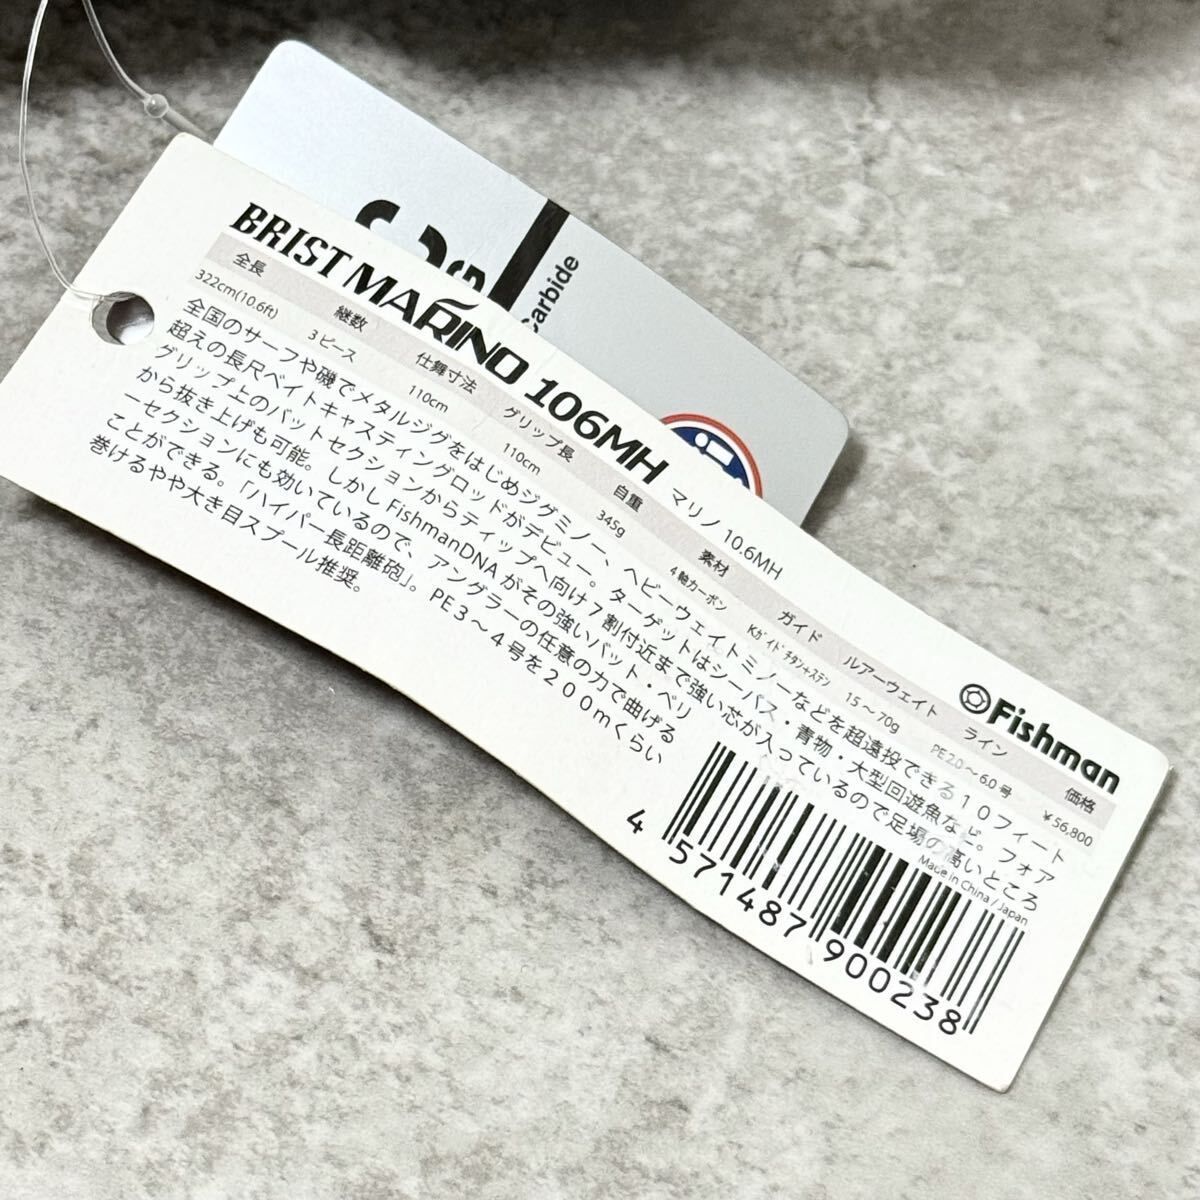 arbide
BRIST MARINO 106MH マリノ 10.6MH
Fishman
全長 継数 仕舞寸法 グリップ長 自重 素材 ガイド ルアーウェイト ライン 価格
322cm(10.6ft) 3ピース 110cm 110cm 345g 4軸カーボン Kガイドチタン+ステン 15～70g PE2.0～6.0号 ¥56,800
全国のサーフや磯でメタルジグをはじめジグミノー、ヘビーウェイトミノーなどを超遠投できる１０フィート
超えの長尺ベイトキャスティングロッドがデビュー。ターゲットはシーバス・青物・大型回遊魚など。フォア
グリップ上のバットセクションからティップへ向け７割付近まで強い芯が入っているので足場の高いところ
から抜き上げも可能。しかしFishmanDNAがその強いバット・ベリ
ーセクションにも効いているので、アングラーの任意の力で曲げる
ことができる。「ハイパー長距離砲」。PE３～４号を２００mくらい
巻けるやや大き目スプール推奨。
Made in China / Japan
4 571487 900238